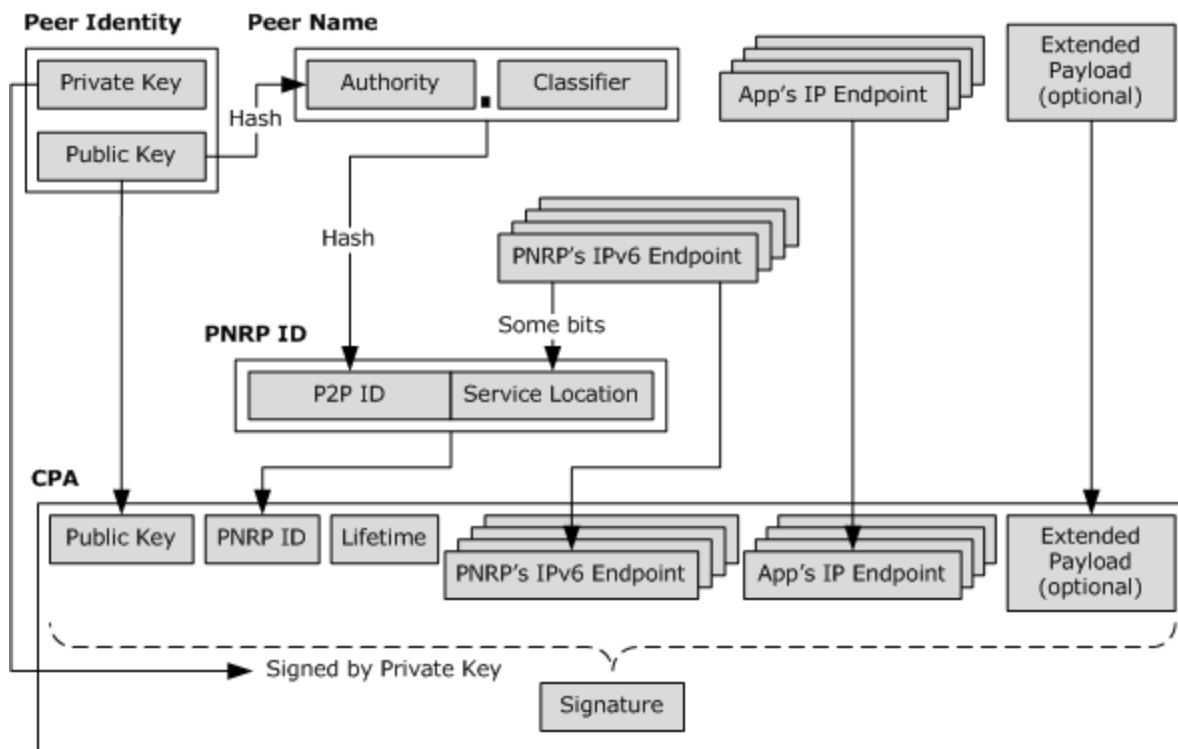 Peer Identity
Peer Name
Private Key
Authority
.
Classifier
App's IP Endpoint
Extended
Payload
(optional)
Hash
Public Key
Hash
PNRP's IPv6 Endpoint
Some bits
PNRP ID
P2P ID
Service Location
CPA
Public Key
PNRP ID
Lifetime
PNRP's IPv6 Endpoint
App's IP Endpoint
Extended
Payload
(optional)
Signed by Private Key
Signature